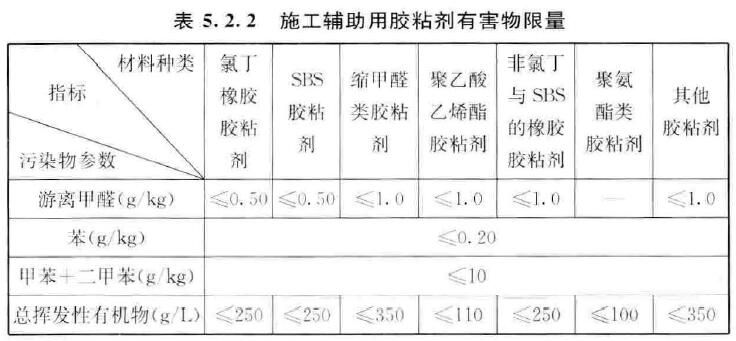 表 5.2.2 施工辅助用胶粘剂有害物限量
材料种类
指标
污染物参数
氯丁
橡胶
胶粘
剂
SBS
胶粘
剂
缩甲醛
类胶粘
剂
聚乙酸
乙烯酯
胶粘剂
非氯丁
与 SBS
的橡胶
胶粘剂
聚氨
酯类
胶粘剂
其他
胶粘剂
游离甲醛(g/kg) ≤0.50 ≤0.50 ≤1.0 ≤1.0 ≤1.0 — ≤1.0
苯(g/kg) ≤0.20
甲苯+二甲苯(g/kg) ≤10
总挥发性有机物(g/L) ≤250 ≤250 ≤350 ≤110 ≤250 ≤100 ≤350